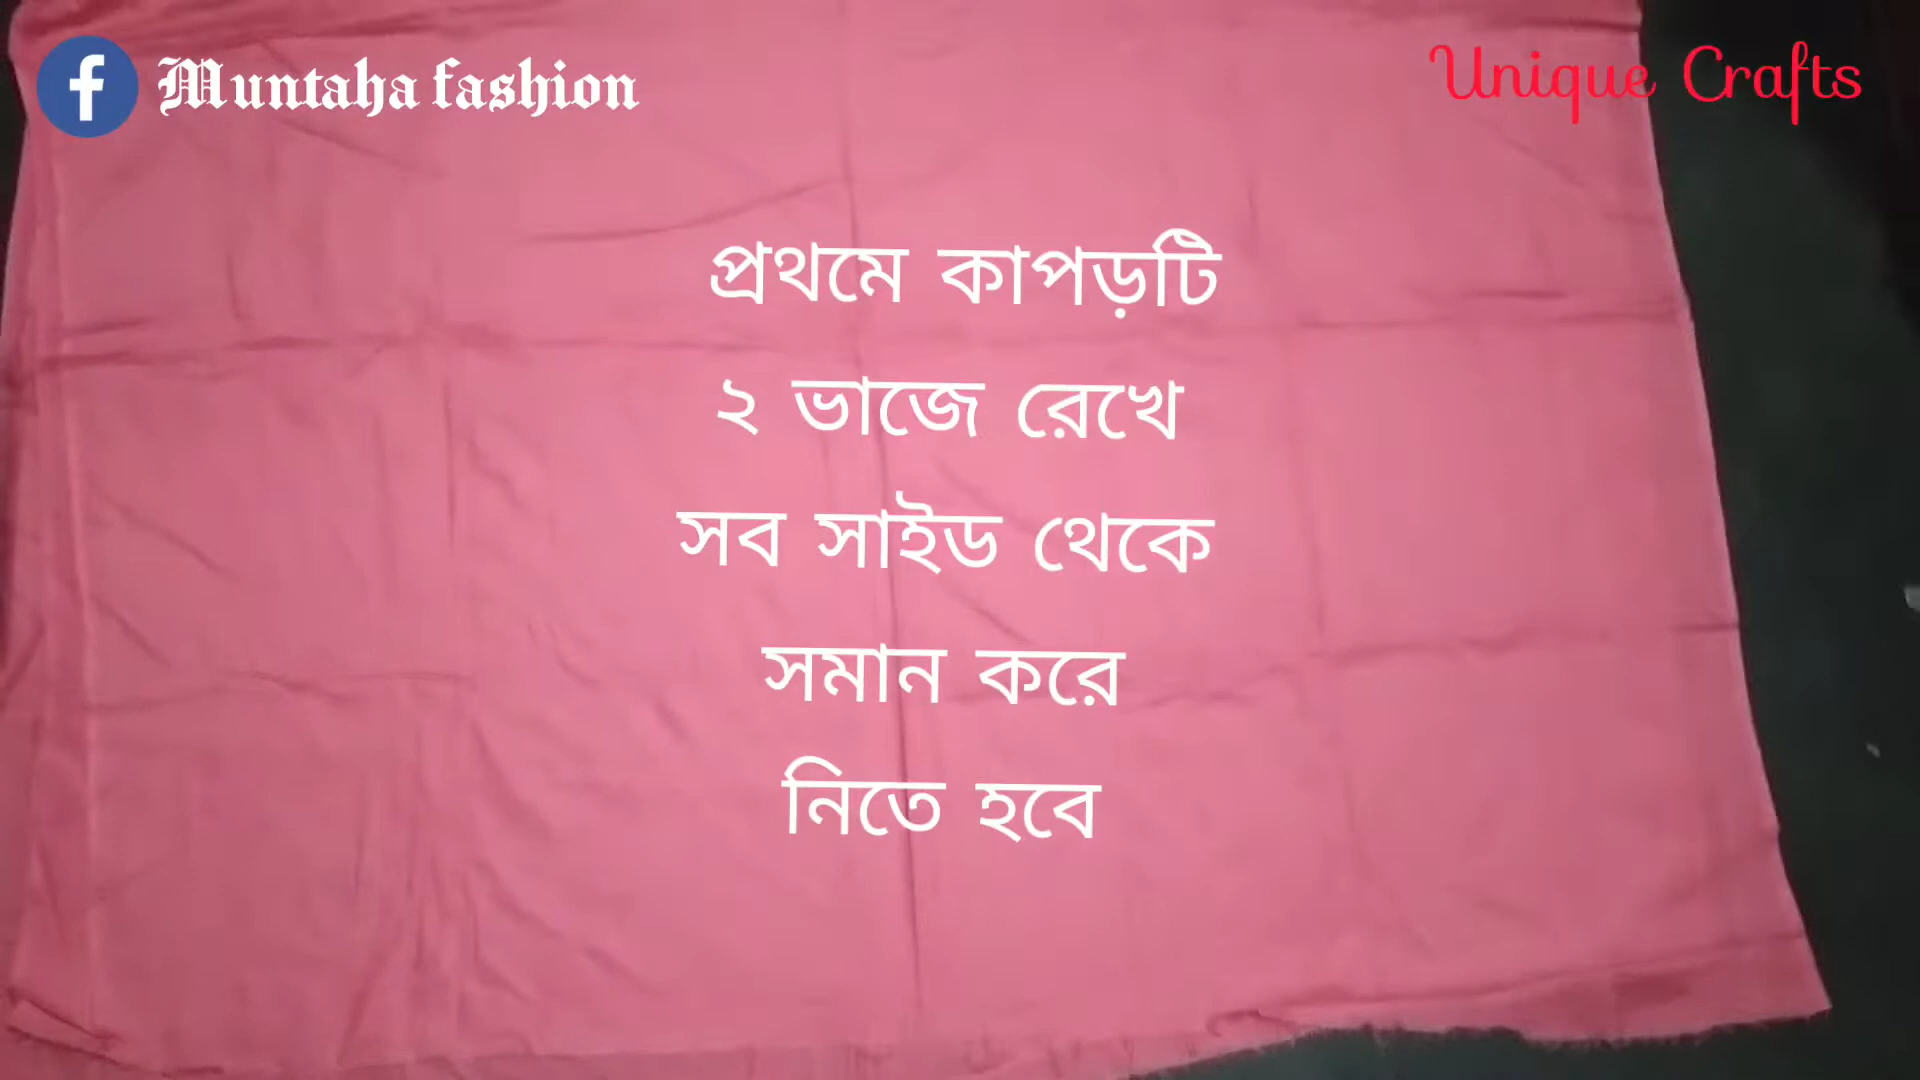 Muntaha fashion
Unique Crafts
প্রথমে কাপড়টি
২ ভাজে রেখে
সব সাইড থেকে
সমান করে
নিতে হবে